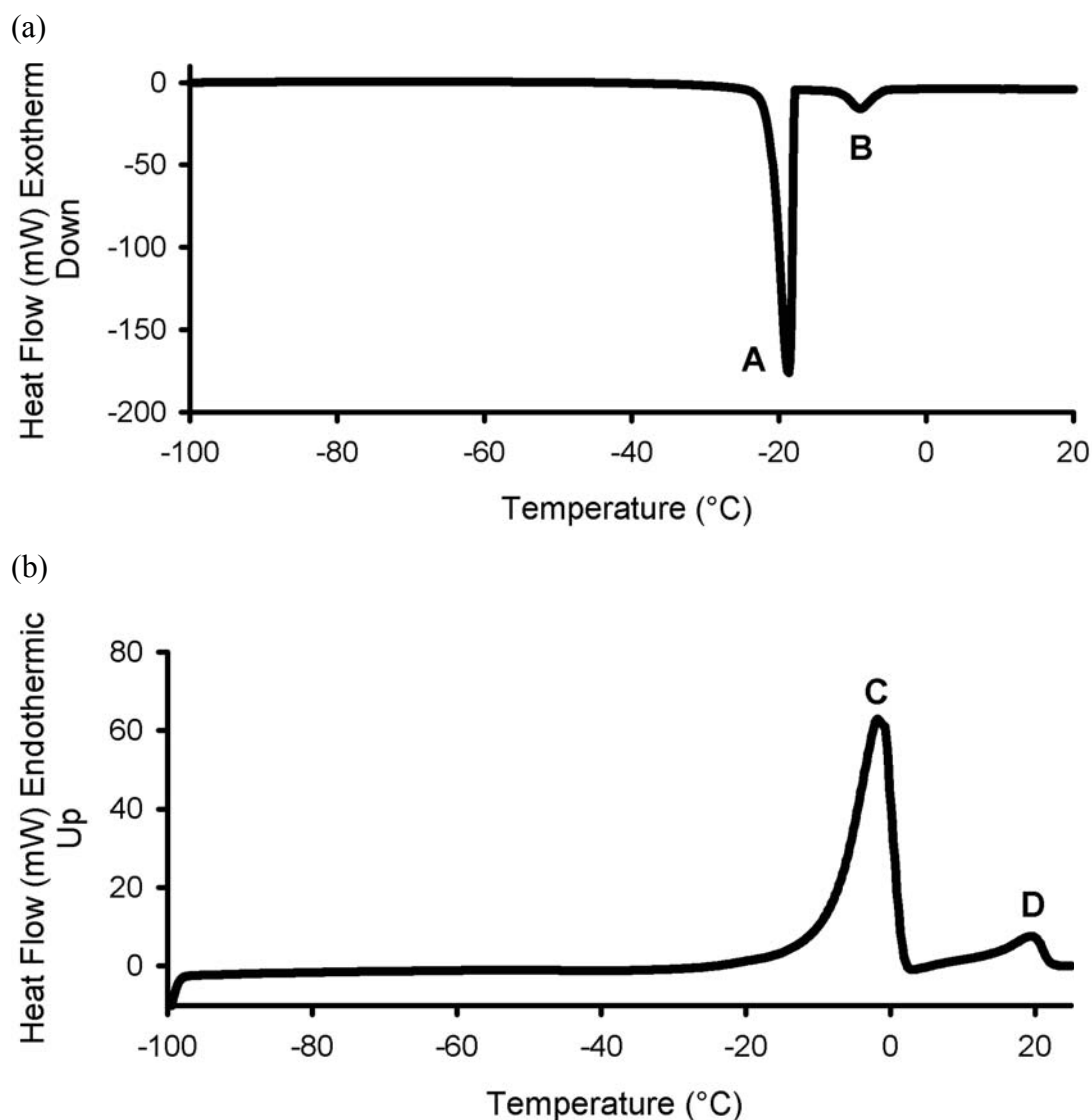 (a)
Heat Flow (mW) Exotherm
Down
0
-50
-100
-150
-200
A
B
-100 -80 -60 -40 -20 0 20
Temperature (°C)
(b)
Heat Flow (mW) Endothermic
Up
80
60
40
20
0
C
D
-100 -80 -60 -40 -20 0 20
Temperature (°C)